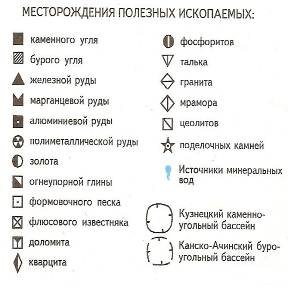 МЕСТОРОЖДЕНИЯ ПОЛЕЗНЫХ ИСКОПАЕМЫХ:
каменного угля
бурого угля
железной руды
марганцевой руды
алюминиевой руды
полиметаллической руды
золота
огнеупорной глины
формовочного песка
флюсового известняка
доломита
кварцита
фосфоритов
талька
гранита
мрамора
цеолитов
поделочных камней
Источники минеральных
вод
Кузнецкий каменно-
угольный бассейн
Канско-Ачинский буро-
угольный бассейн